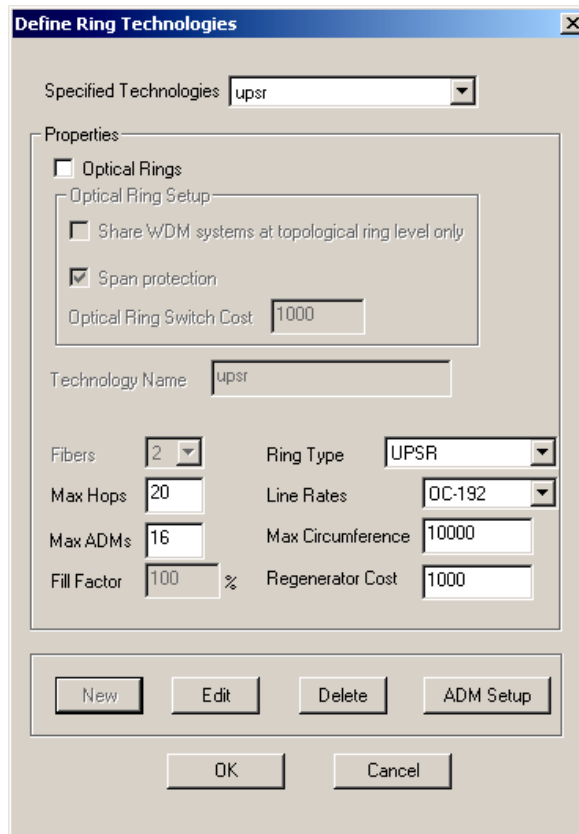 Define Ring Technologies
Specified Technologies upsr
Properties
Optical Rings
Optical Ring Setup
Share WDM systems at topological ring level only
Span protection
Optical Ring Switch Cost 1000
Technology Name upsr
Fibers 2 Ring Type UPSR
Max Hops 20 Line Rates OC-192
Max ADMs 16 Max Circumference 10000
Fill Factor 100 % Regenerator Cost 1000
New Edit Delete ADM Setup
OK Cancel